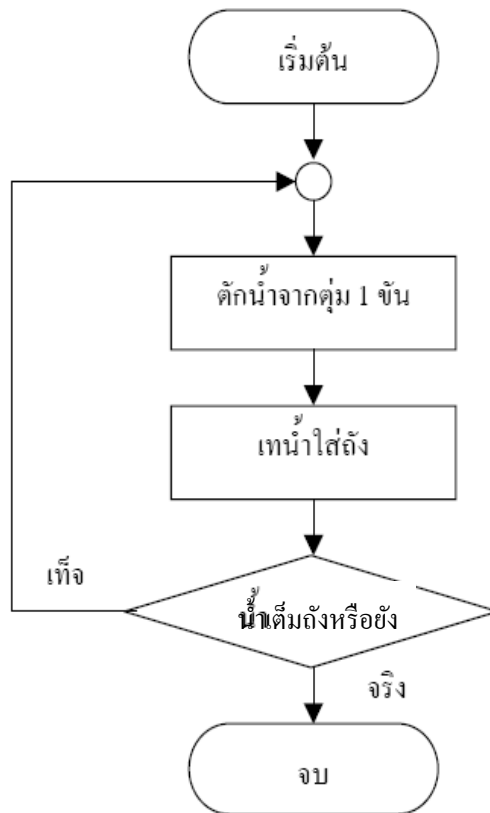 เริ่มต้น
ตักน้ำจากตุ่ม 1 ขัน
เทน้ำใส่ถัง
น้ำเต็มถังหรือยัง
เท็จ
จริง
จบ